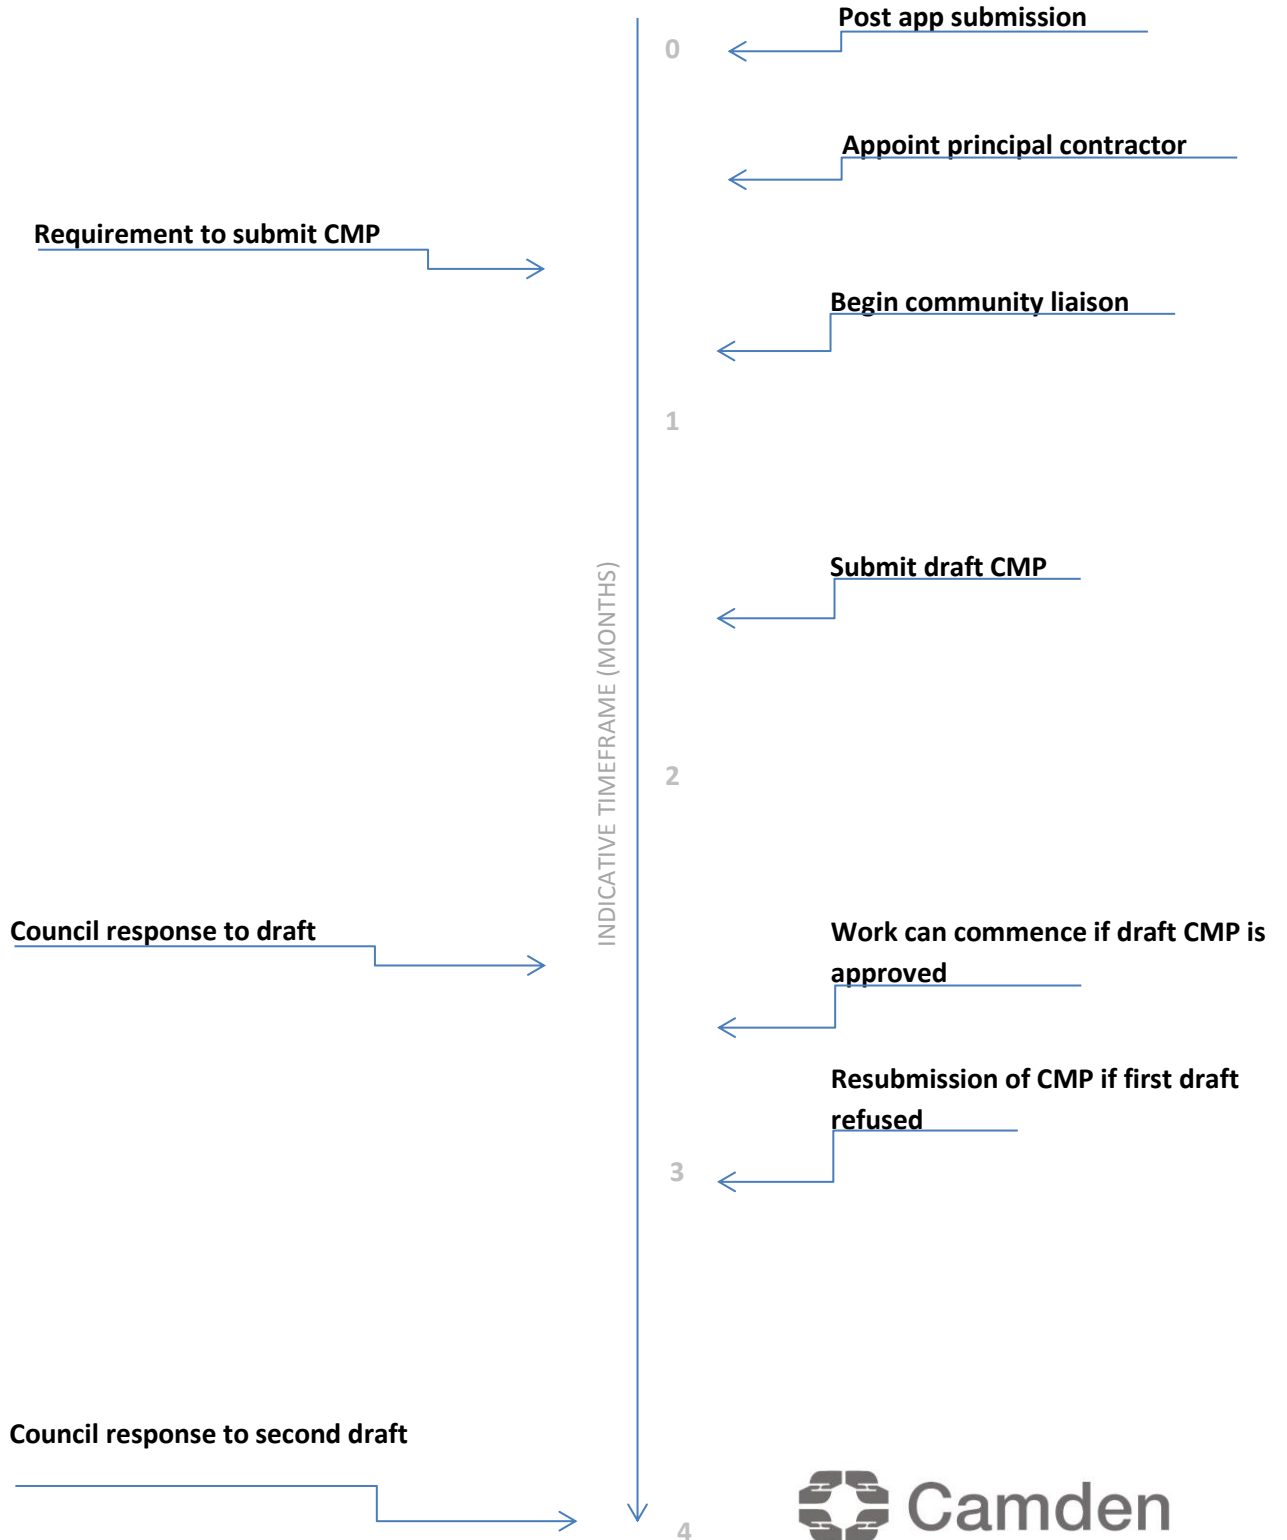 Post app submission
0
Appoint principal contractor
Requirement to submit CMP
Begin community liaison
1
Submit draft CMP
INDICATIVE TIMEFRAME (MONTHS)
2
Council response to draft
Work can commence if draft CMP is
approved
Resubmission of CMP if first draft
refused
3
Council response to second draft
Camden
4